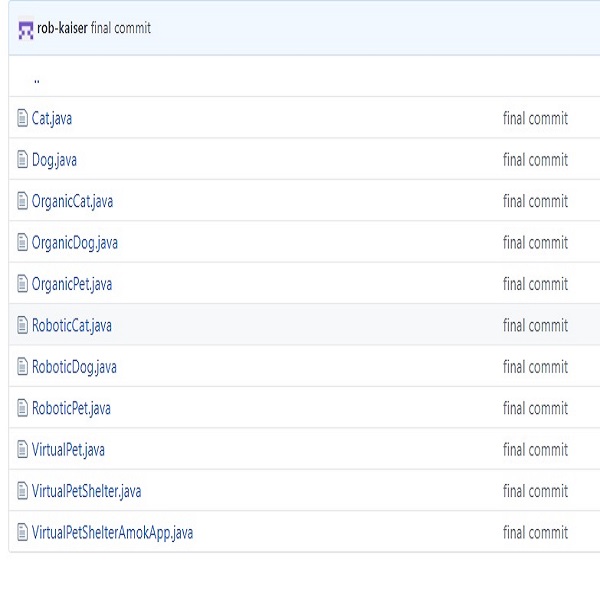 rob-kaiser final commit
..
Cat.java final commit
Dog.java final commit
OrganicCat.java final commit
OrganicDog.java final commit
OrganicPet.java final commit
RoboticCat.java final commit
RoboticDog.java final commit
RoboticPet.java final commit
VirtualPet.java final commit
VirtualPetShelter.java final commit
VirtualPetShelterAmokApp.java final commit